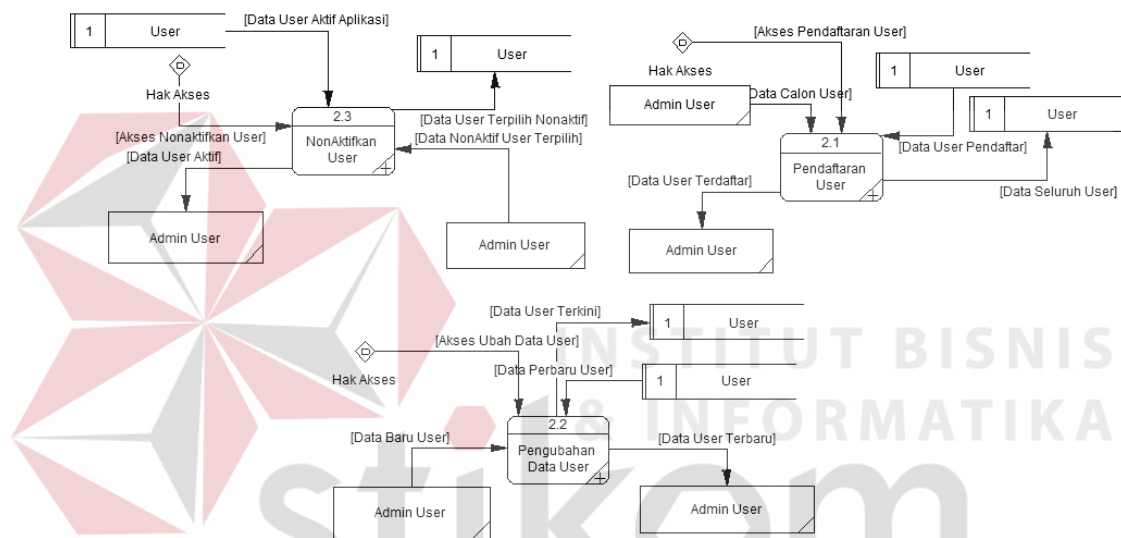 [Data User Aktif Aplikasi]
1 User
Hak Akses
[Akses Nonaktifkan User]
[Data User Aktif]
2.3
NonAktifkan
User
1 User
[Data User Terpilih Nonaktif]
[Data NonAktif User Terpilih]
Admin User
Admin User
[Akses Pendaftaran User]
Hak Akses
Admin User
[Data Calon User]
1 User
1 User
2.1
Pendaftaran
User
[Data User Pendaftar]
[Data Seluruh User]
[Data User Terdaftar]
Admin User
[Data User Terkini]
1 User
[Akses Ubah Data User]
Hak Akses
[Data Perbaru User]
1 User
2.2
Pengubahan
Data User
[Data Baru User]
[Data User Terbaru]
Admin User
Admin User
INSTITUT BISNIS
& INFORMATIKA
stikom